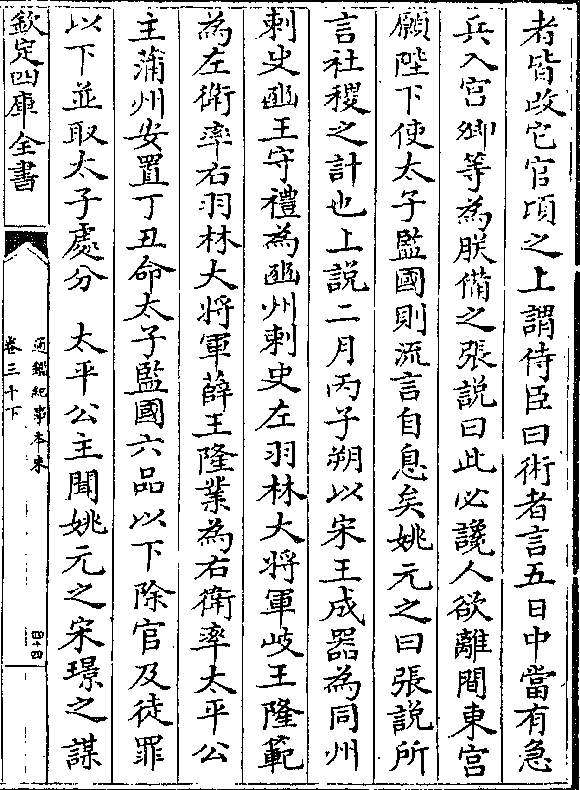 者皆改它官頃之上謂侍臣曰術者言五日中當有急
兵入宫卿等為朕備之張說曰此必讒人欲離間東宫
願陛下使太子監國則流言自息矣姚元之曰張說所
言社稷之計也上說二月丙子朔以宋王成器為同州
刺史豳王守禮為豳州刺史左羽林大將軍岐王隆範
為左衛率右羽林大將軍薛王隆業為右衛率太平公
主蒲州安置丁丑命太子監國六品以下除官及徒罪
以下並取太子處分　太平公主聞姚元之宋璟之謀
欽定四庫全書
通鑑紀事本末
卷三十下
四十四